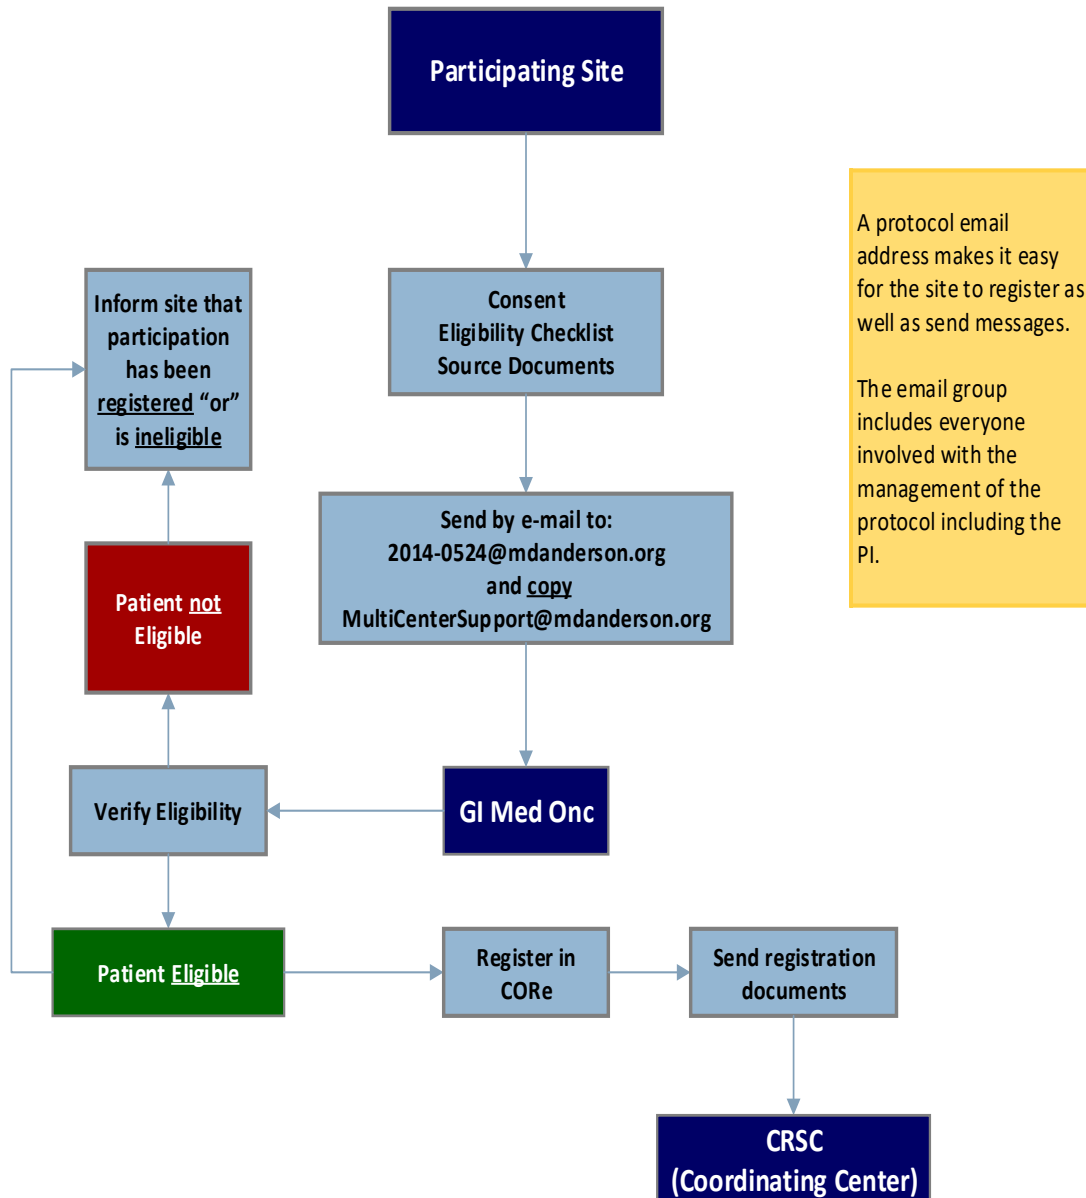 Participating Site
A protocol email
address makes it easy
for the site to register as
well as send messages.
The email group
includes everyone
involved with the
management of the
protocol including the
PI.
Consent
Eligibility Checklist
Source Documents
Inform site that
participation
has been
registered “or”
is ineligible
Send by e-mail to:
2014-0524@mdanderson.org
and copy
MultiCenterSupport@mdanderson.org
Patient not
Eligible
Verify Eligibility
GI Med Onc
Patient Eligible
Register in
CORe
Send registration
documents
CRSC
(Coordinating Center)